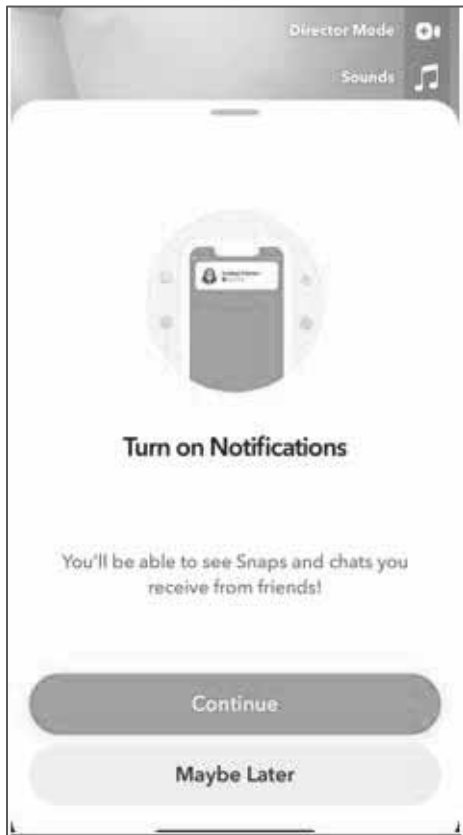 Director Mode
Sounds
Turn on Notifications
You'll be able to see Snaps and chats you
receive from friends!
Continue
Maybe Later